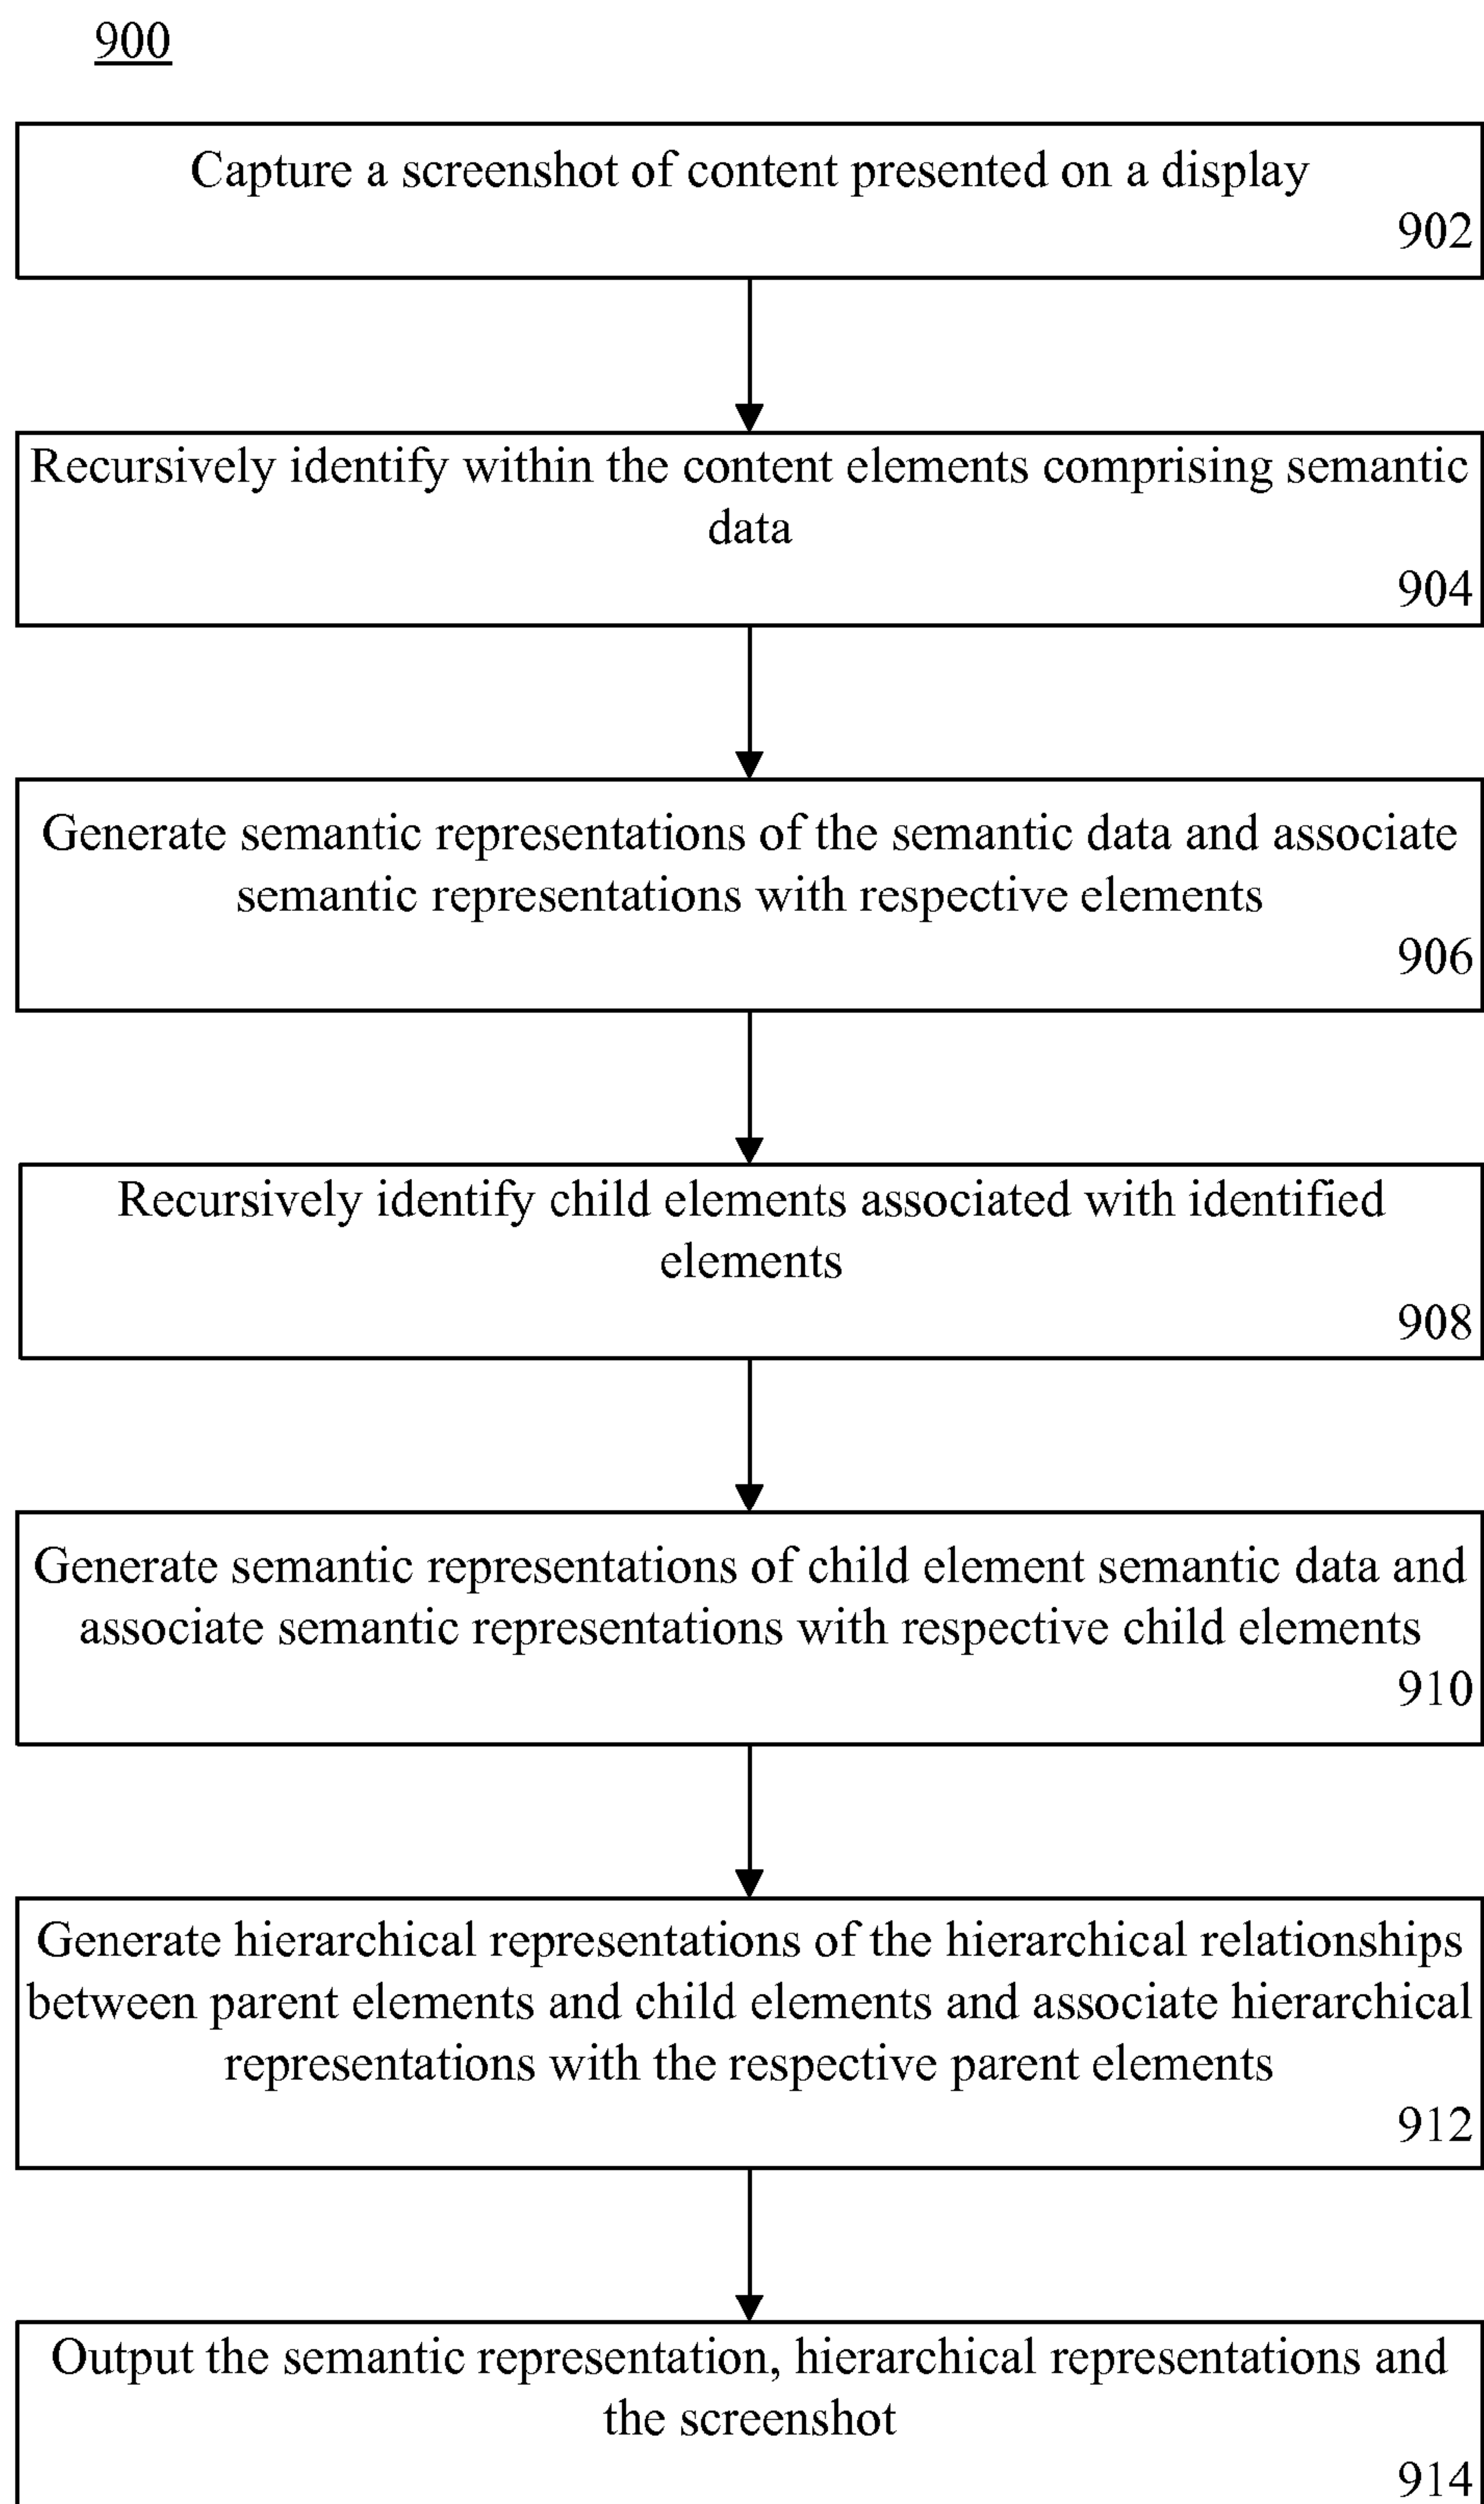 900
Capture a screenshot of content presented on a display
902
Recursively identify within the content elements comprising semantic
data
904
Generate semantic representations of the semantic data and associate
semantic representations with respective elements
906
Recursively identify child elements associated with identified
elements
908
Generate semantic representations of child element semantic data and
associate semantic representations with respective child elements
910
Generate hierarchical representations of the hierarchical relationships
between parent elements and child elements and associate hierarchical
representations with the respective parent elements
912
Output the semantic representation, hierarchical representations and
the screenshot
914